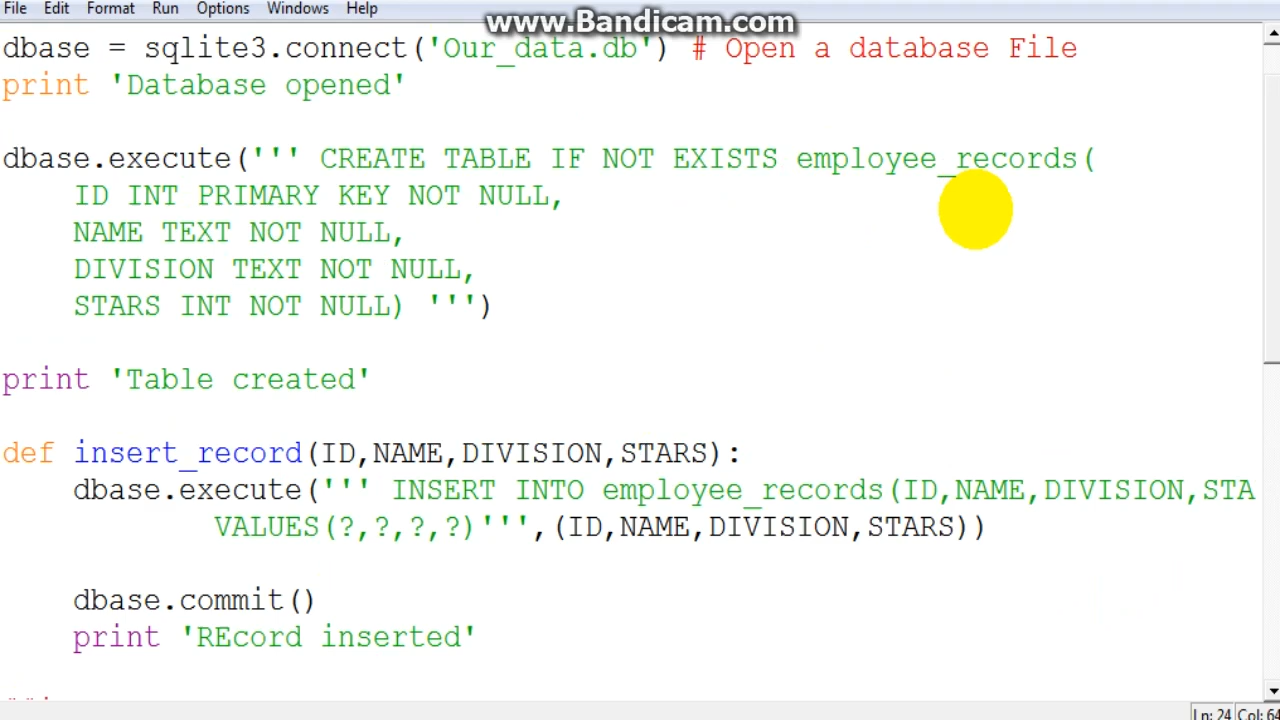 File Edit Format Run Options Windows Help
www.Bandicam.com
dbase = sqlite3.connect('Our_data.db') # Open a database File
print 'Database opened'
dbase.execute(''' CREATE TABLE IF NOT EXISTS employee_records(
ID INT PRIMARY KEY NOT NULL,
NAME TEXT NOT NULL,
DIVISION TEXT NOT NULL,
STARS INT NOT NULL) ''')
print 'Table created'
def insert_record(ID,NAME,DIVISION,STARS):
dbase.execute(''' INSERT INTO employee_records(ID,NAME,DIVISION,STA
VALUES(?,?,?,?)''',(ID,NAME,DIVISION,STARS))
dbase.commit()
print 'REcord inserted'
Ln: 24 Col: 64